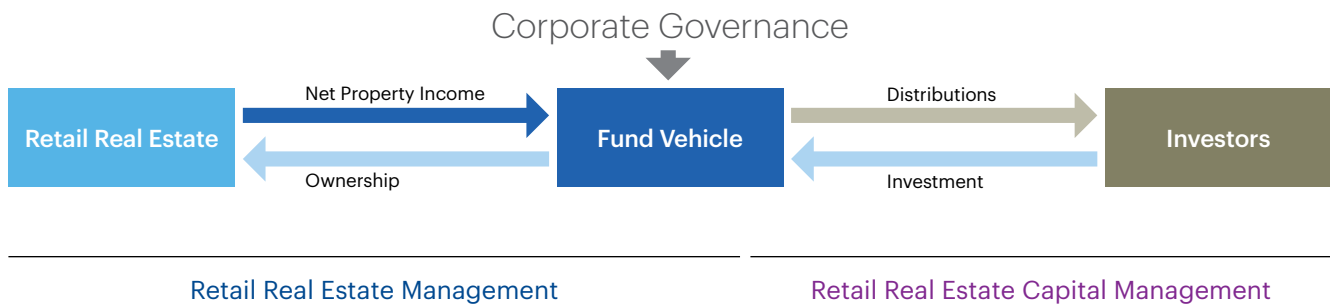 Corporate Governance
Net Property Income
Distributions
Retail Real Estate
Fund Vehicle
Investors
Ownership
Investment
Retail Real Estate Management
Retail Real Estate Capital Management